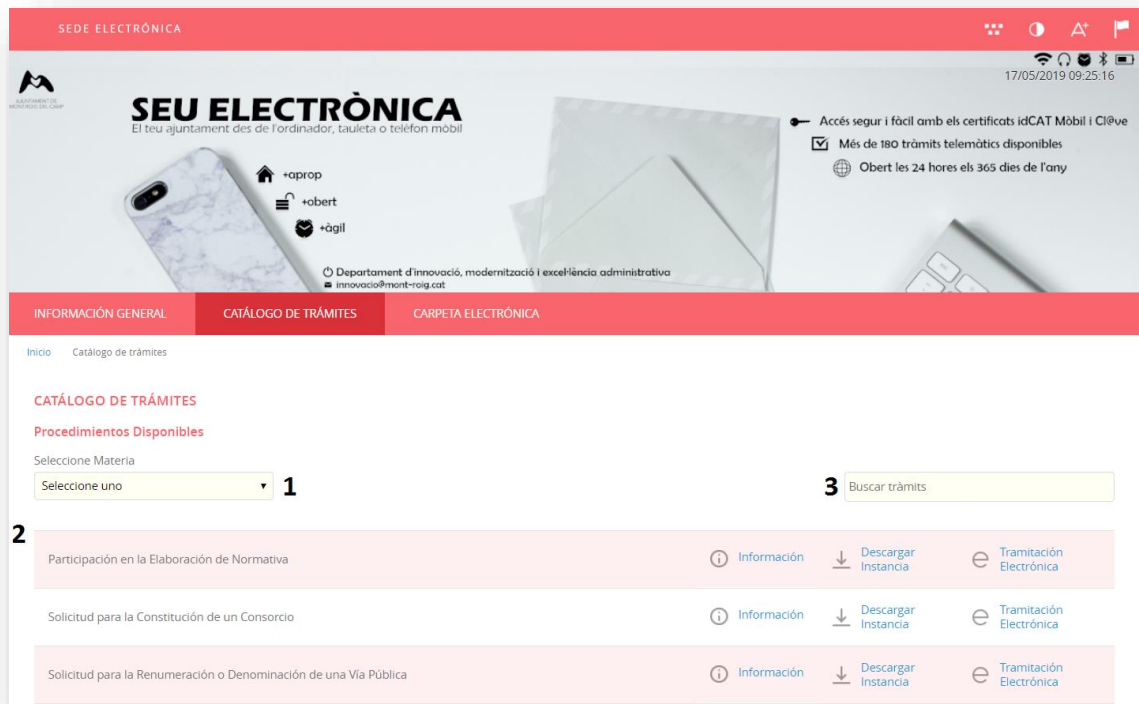 SEDE ELECTRÓNICA
17/05/2019 09:25:16
AJUNTAMENT DE
MONT-ROIG DEL CAMP
SEU ELECTRÒNICA
El teu ajuntament des de l'ordinador, tauleta o telèfon mòbil
+aprop
+obert
+àgil
Accés segur i fàcil amb els certificats idCAT Mòbil i Cl@ve
Més de 180 tràmits telemàtics disponibles
Obert les 24 hores els 365 dies de l'any
Departament d'innovació, modernització i excel·lència administrativa
innovacio@mont-roig.cat
INFORMACIÓN GENERAL CATÁLOGO DE TRÁMITES CARPETA ELECTRÓNICA
Inicio Catálogo de trámites
CATÁLOGO DE TRÁMITES
Procedimientos Disponibles
Seleccione Materia
Seleccione uno 1 3 Buscar tràmits
2
Participación en la Elaboración de Normativa Información Descargar Instancia Tramitación Electrónica
Solicitud para la Constitución de un Consorcio Información Descargar Instancia Tramitación Electrónica
Solicitud para la Renumeración o Denominación de una Vía Pública Información Descargar Instancia Tramitación Electrónica